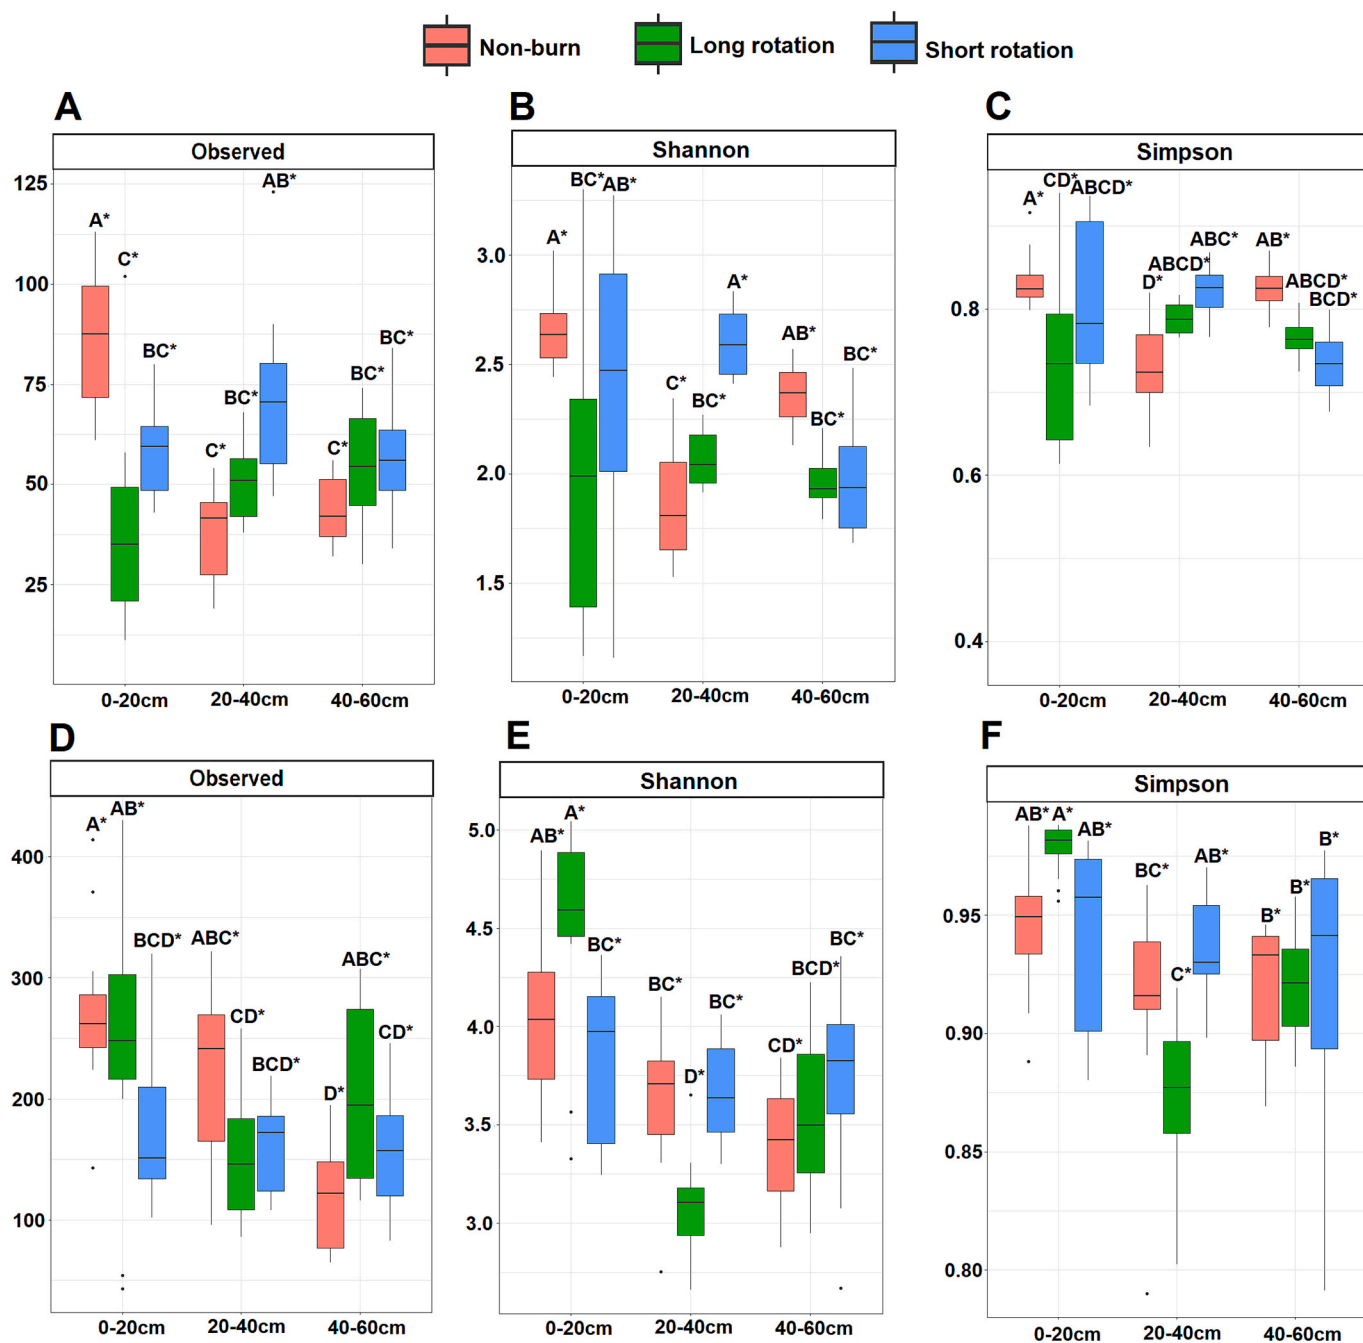 Non-burn Long rotation Short rotation
A B C
Observed Shannon Simpson
125
100
75
50
25
A* C* BC* C* BC* AB* C* BC* BC*
0-20cm 20-40cm 40-60cm
3.0
2.5
2.0
1.5
A* BC* AB* C* BC* A* AB* BC* BC*
0-20cm 20-40cm 40-60cm
0.8
0.6
0.4
A* CD* ABCD* D* ABCD* ABC* AB* ABCD* BCD*
0-20cm 20-40cm 40-60cm
D E F
Observed Shannon Simpson
400
300
200
100
A* AB* BCD* ABC* CD* BCD* D* ABC* CD*
0-20cm 20-40cm 40-60cm
5.0
4.5
4.0
3.5
3.0
AB* A* BC* BC* D* BC* CD* BCD* BC*
0-20cm 20-40cm 40-60cm
0.95
0.90
0.85
0.80
AB* A* AB* BC* C* AB* B* B* B*
0-20cm 20-40cm 40-60cm